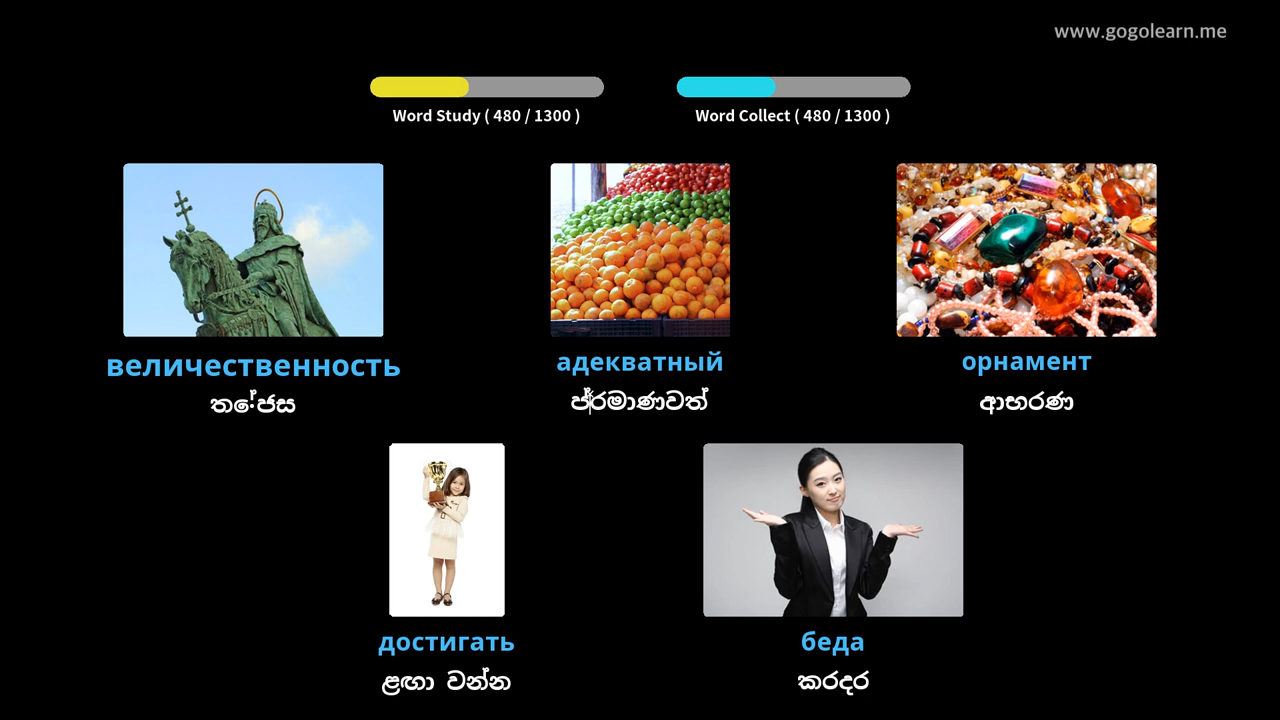 www.gogolearn.me
Word Study ( 480 / 1300 )
Word Collect ( 480 / 1300 )
величественность
адекватный
орнамент
තේජස
ප්‍රමාණවත්
ආභරණ
достигать
беда
ළඟා වන්න
කරදර